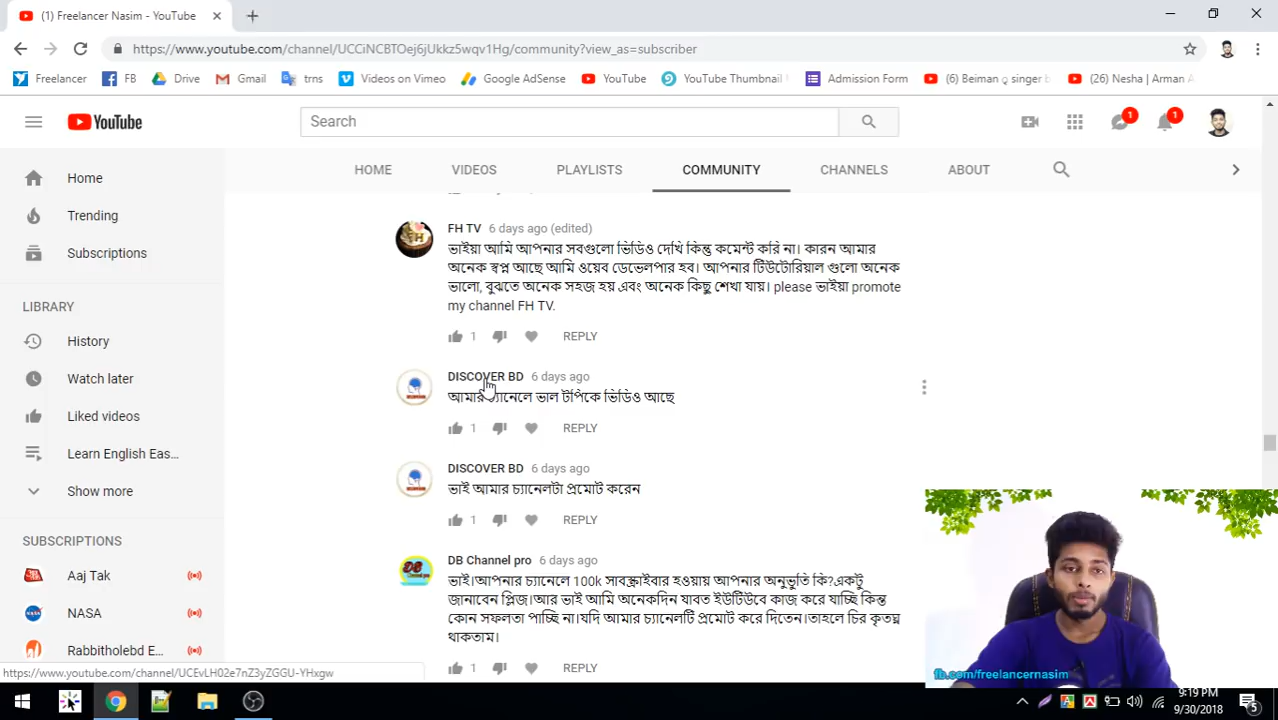 (1) Freelancer Nasim - YouTube
https://www.youtube.com/channel/UCCiNCBTOej6jUkkz5wqv1Hg/community?view_as=subscriber
Freelancer FB Drive Gmail trns Videos on Vimeo Google AdSense YouTube YouTube Thumbnail Admission Form (6) Beiman q singer (26) Nesha | Arman
YouTube Search 1 1
HOME VIDEOS PLAYLISTS COMMUNITY CHANNELS ABOUT
Home
Trending
Subscriptions
LIBRARY
History
Watch later
Liked videos
Learn English Eas...
Show more
SUBSCRIPTIONS
Aaj Tak
NASA
Rabbitholebd E...
FH TV 6 days ago (edited)
ভাইয়া আমি আপনার সবগুলো ভিডিও দেখি কিন্তু কমেন্ট করি না। কারন আমার
অনেক স্বপ্ন আছে আমি ওয়েব ডেভেলপার হব। আপনার টিউটোরিয়াল গুলো অনেক
ভালো, বুঝতে অনেক সহজ হয় এবং অনেক কিছু শেখা যায়। please ভাইয়া promote
my channel FH TV.
1 REPLY
DISCOVER BD 6 days ago
আমার চ্যানেলে ভাল টপিকে ভিডিও আছে
1 REPLY
DISCOVER BD 6 days ago
ভাই আমার চ্যানেলটা প্রমোট করেন
1 REPLY
DB Channel pro 6 days ago
ভাই।আপনার চ্যানেলে 100k সাবস্ক্রাইবার হওয়ায় আপনার অনুভুতি কি?একটু
জানাবেন প্লিজ।আর ভাই আমি অনেকদিন যাবত ইউটিউবে কাজ করে যাচ্ছি কিন্ত
কোন সফলতা পাচ্ছি না।যদি আমার চ্যানেলটি প্রমোট করে দিতেন।তাহলে চির কৃতজ্ঞ
থাকতাম।
1 REPLY
https://www.youtube.com/channel/UCEvLH02e7nZ3yZGGU-YHxgw
fb.com/freelancernasim
9:19 PM
9/30/2018
5